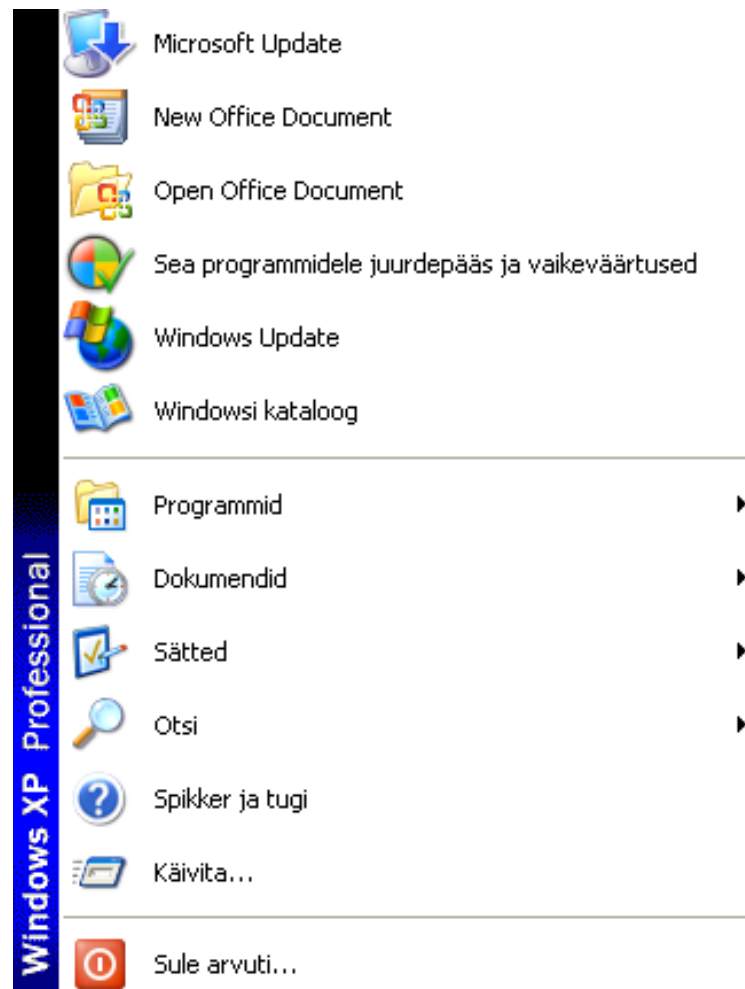 Microsoft Update
New Office Document
Open Office Document
Sea programmidele juurdepääs ja vaikeväärtused
Windows Update
Windowsi kataloog
Programmid
Dokumendid
Sätted
Otsi
Spikker ja tugi
Käivita...
Sule arvuti...
Windows XP Professional